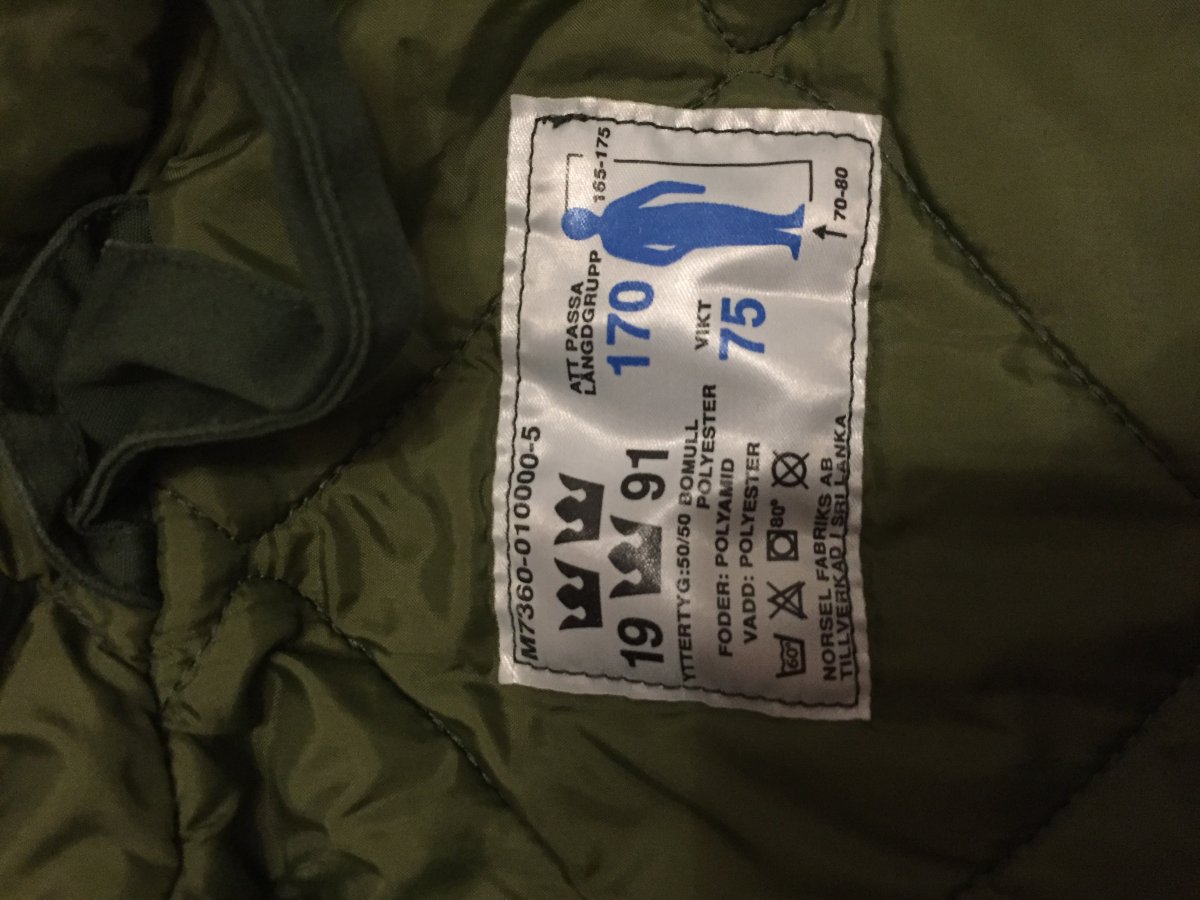 M7360-010000-5
19 91
YTTERTYG:50/50 BOMULL
POLYESTER
FODER: POLYAMID
VADD: POLYESTER
60°
80°
NORSEL FABRIKS AB
TILLVERKAD I SRI LANKA
ATT PASSA
LÄNGDGRUPP
170
165-175
VIKT
75
70-80